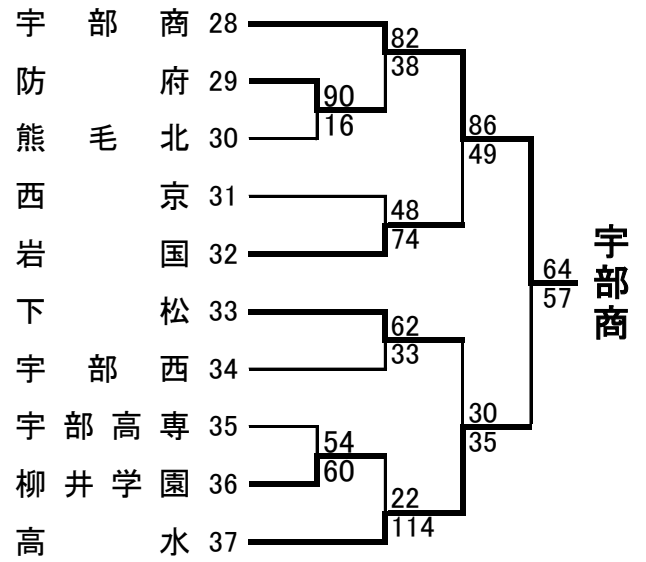 宇部商 28
防府 29
熊毛北 30
西京 31
岩国 32
下松 33
宇部西 34
宇部高専 35
柳井学園 36
高水 37
90
16
54
60
82
38
48
74
62
33
22
114
86
49
30
35
64
57
宇部商